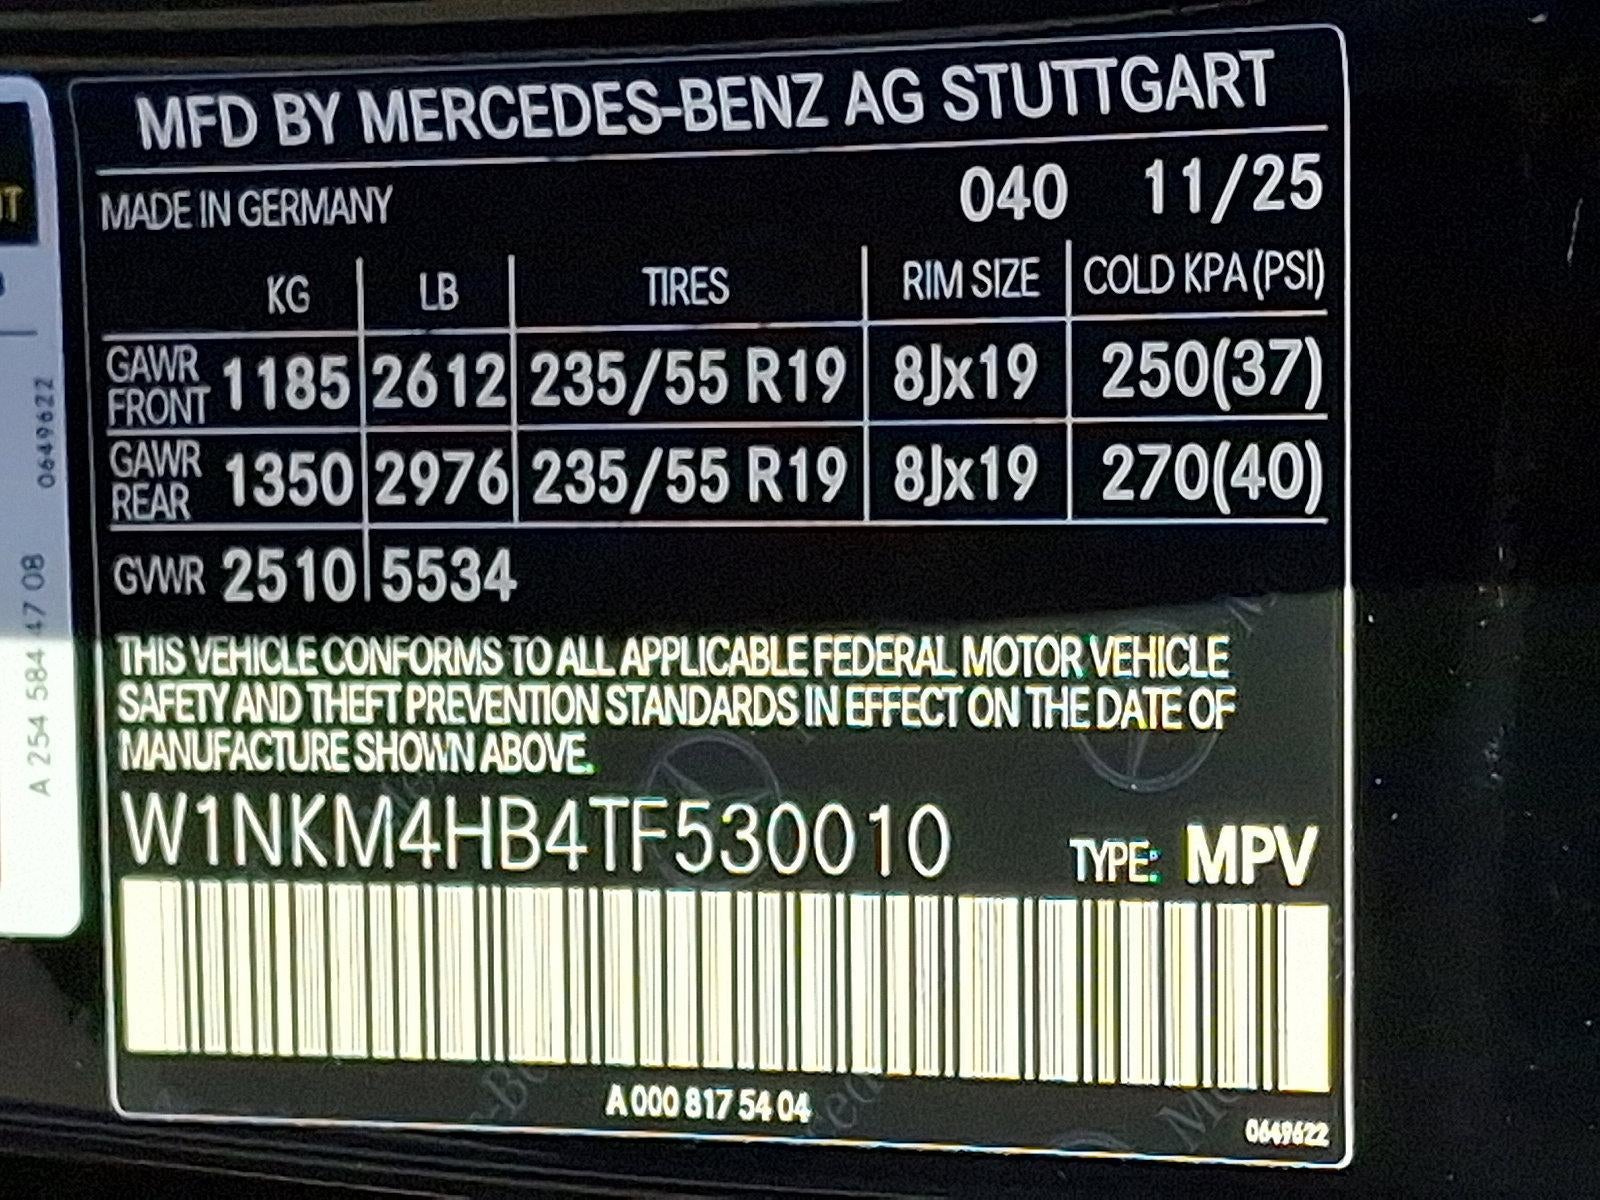 MFD BY MERCEDES-BENZ AG STUTTGART
MADE IN GERMANY 040 11/25
KG LB TIRES RIM SIZE COLD KPA (PSI)
GAWR FRONT 1185 2612 235/55 R19 8Jx19 250(37)
GAWR REAR 1350 2976 235/55 R19 8Jx19 270(40)
GVWR 2510 5534
THIS VEHICLE CONFORMS TO ALL APPLICABLE FEDERAL MOTOR VEHICLE
SAFETY AND THEFT PREVENTION STANDARDS IN EFFECT ON THE DATE OF
MANUFACTURE SHOWN ABOVE.
W1NKM4HB4TF530010 TYPE: MPV
A 000 817 54 04
0649622
A 254 584 47 08
0649622